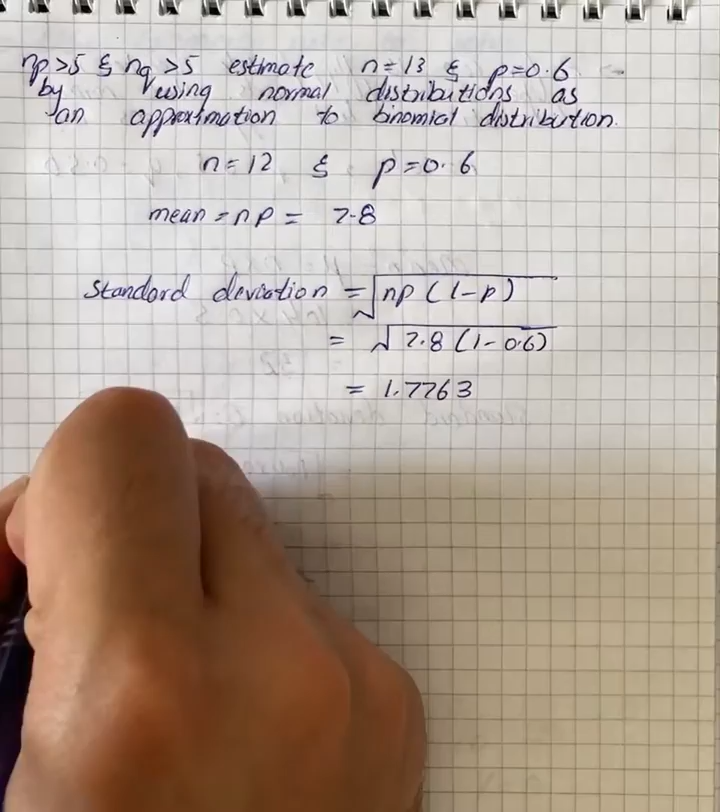 np >5 & nq >5 estimate n=13 & p=0.6
by using normal distributions as
an approximation to binomial distribution.
n=12 & p=0.6
mean = np = 7.8
Standard deviation = √np(1-p)
= √7.8(1-0.6)
= 1.7763